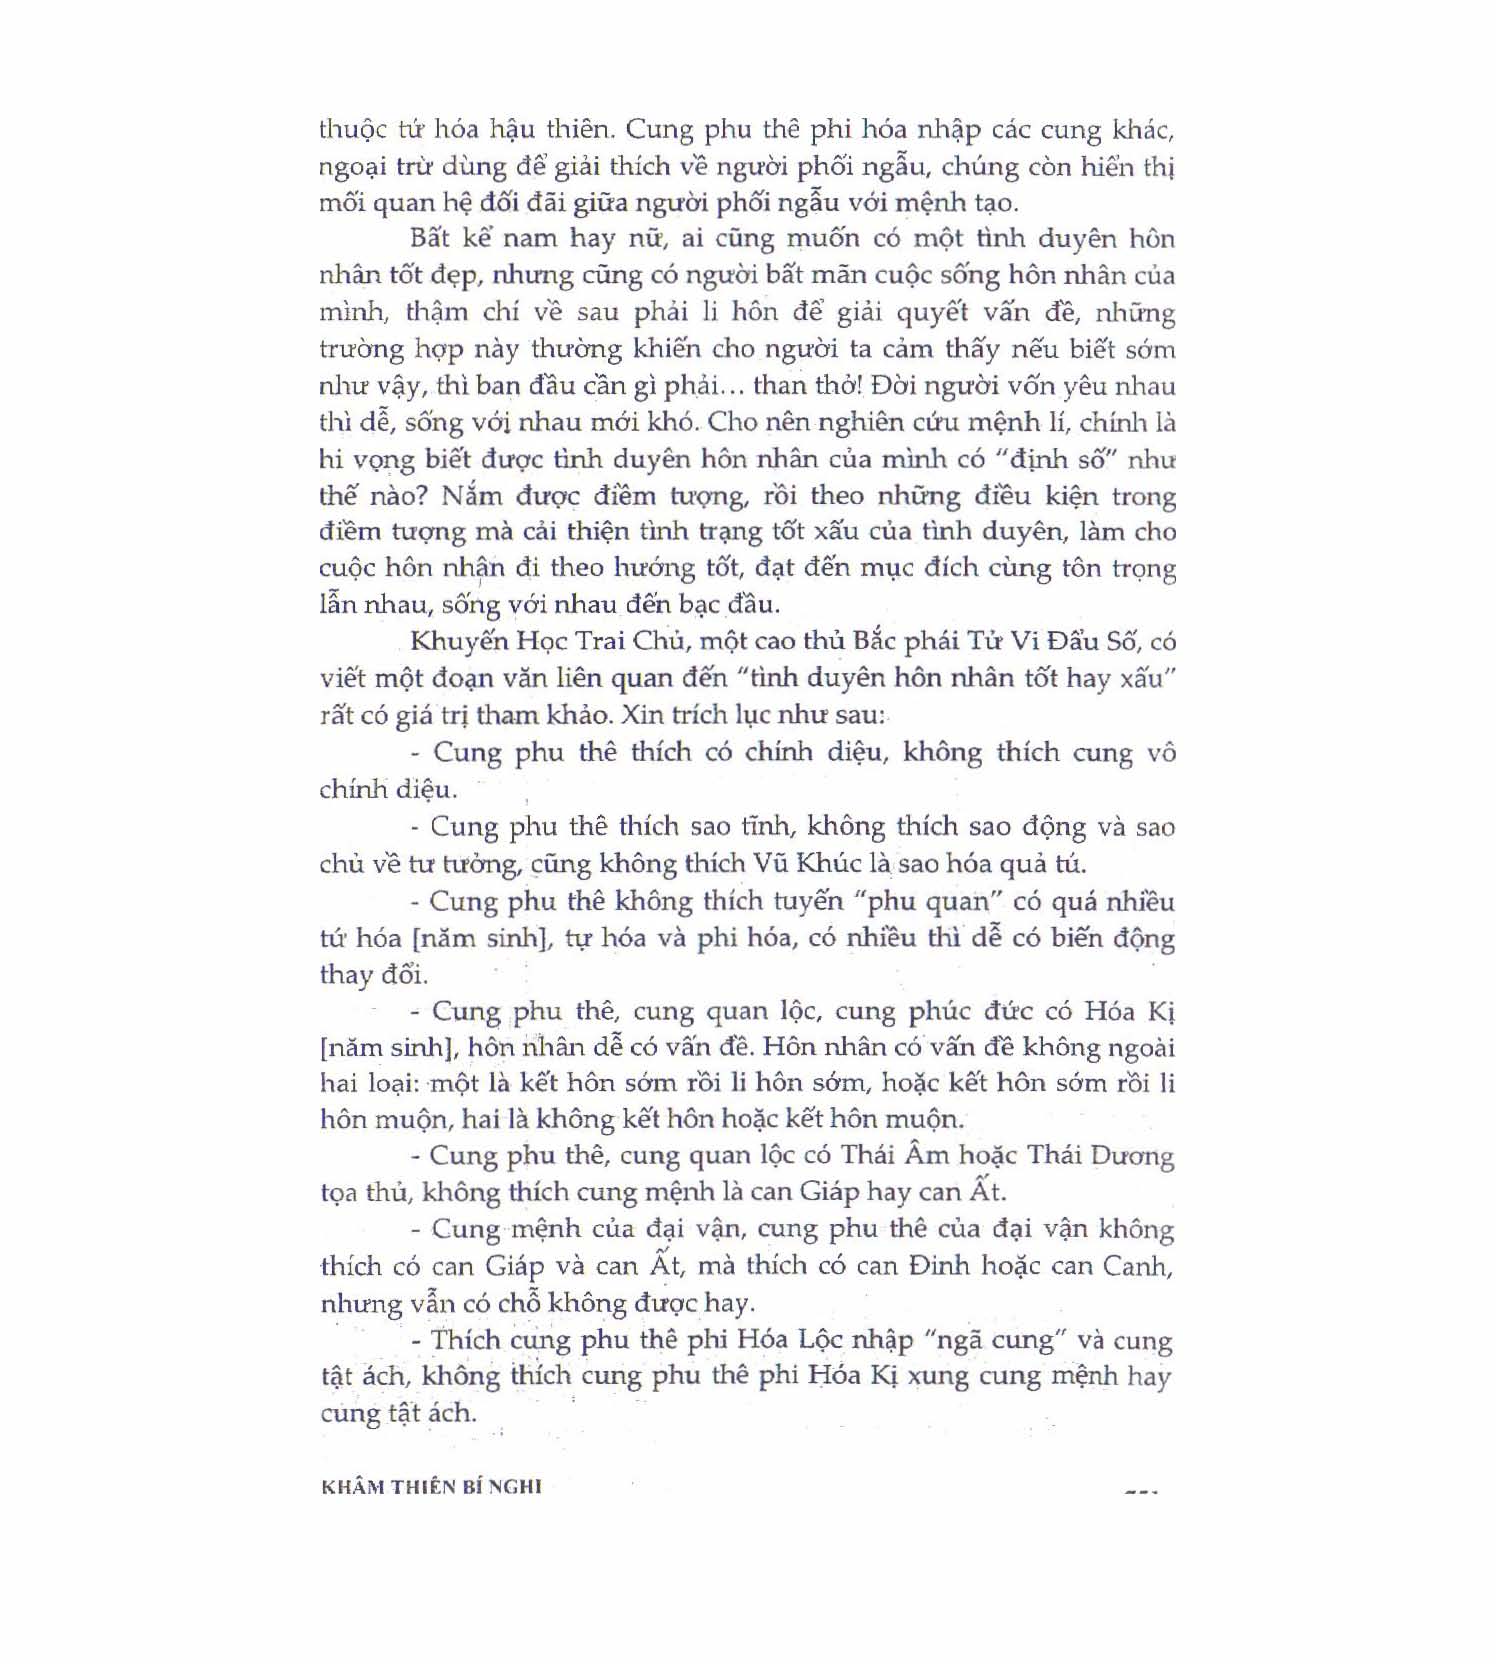 thuộc tứ hóa hậu thiên. Cung phu thê phi hóa nhập các cung khác,
ngoại trừ dùng để giải thích về người phối ngẫu, chúng còn hiển thị
mối quan hệ đối đãi giữa người phối ngẫu với mệnh tạo.
Bất kể nam hay nữ, ai cũng muốn có một tình duyên hôn
nhân tốt đẹp, nhưng cũng có người bất mãn cuộc sống hôn nhân của
mình, thậm chí về sau phải li hôn để giải quyết vấn đề, những
trường hợp này thường khiến cho người ta cảm thấy nếu biết sớm
như vậy, thì ban đầu cần gì phải... than thở! Đời người vốn yêu nhau
thì dễ, sống với nhau mới khó. Cho nên nghiên cứu mệnh lí, chính là
hi vọng biết được tình duyên hôn nhân của mình có "định số" như
thế nào? Nắm được điềm tượng, rồi theo những điều kiện trong
điềm tượng mà cải thiện tình trạng tốt xấu của tình duyên, làm cho
cuộc hôn nhận đi theo hướng tốt, đạt đến mục đích cùng tôn trọng
lẫn nhau, sống với nhau đến bạc đầu.
Khuyến Học Trai Chủ, một cao thủ Bắc phái Tử Vi Đẩu Số, có
viết một đoạn văn liên quan đến "tình duyên hôn nhân tốt hay xấu"
rất có giá trị tham khảo. Xin trích lục như sau:
- Cung phu thê thích có chính diệu, không thích cung vô
chính diệu.
- Cung phu thê thích sao tĩnh, không thích sao động và sao
chủ về tư tưởng, cũng không thích Vũ Khúc là sao hóa quả tú.
- Cung phu thê không thích tuyến "phu quan" có quá nhiều
tứ hóa [năm sinh], tự hóa và phi hóa, có nhiều thì dễ có biến động
thay đổi.
- Cung phu thê, cung quan lộc, cung phúc đức có Hóa Kị
[năm sinh], hôn nhân dễ có vấn đề. Hôn nhân có vấn đề không ngoài
hai loại: một là kết hôn sớm rồi li hôn sớm, hoặc kết hôn sớm rồi li
hôn muộn, hai là không kết hôn hoặc kết hôn muộn.
- Cung phu thê, cung quan lộc có Thái Âm hoặc Thái Dương
tọa thủ, không thích cung mệnh là can Giáp hay can Ất.
- Cung mệnh của đại vận, cung phu thê của đại vận không
thích có can Giáp và can Ất, mà thích có can Đinh hoặc can Canh,
nhưng vẫn có chỗ không được hay.
- Thích cung phu thê phi Hóa Lộc nhập "ngã cung" và cung
tật ách, không thích cung phu thê phi Hóa Kị xung cung mệnh hay
cung tật ách.
KHÂM THIÊN BÍ NGHI